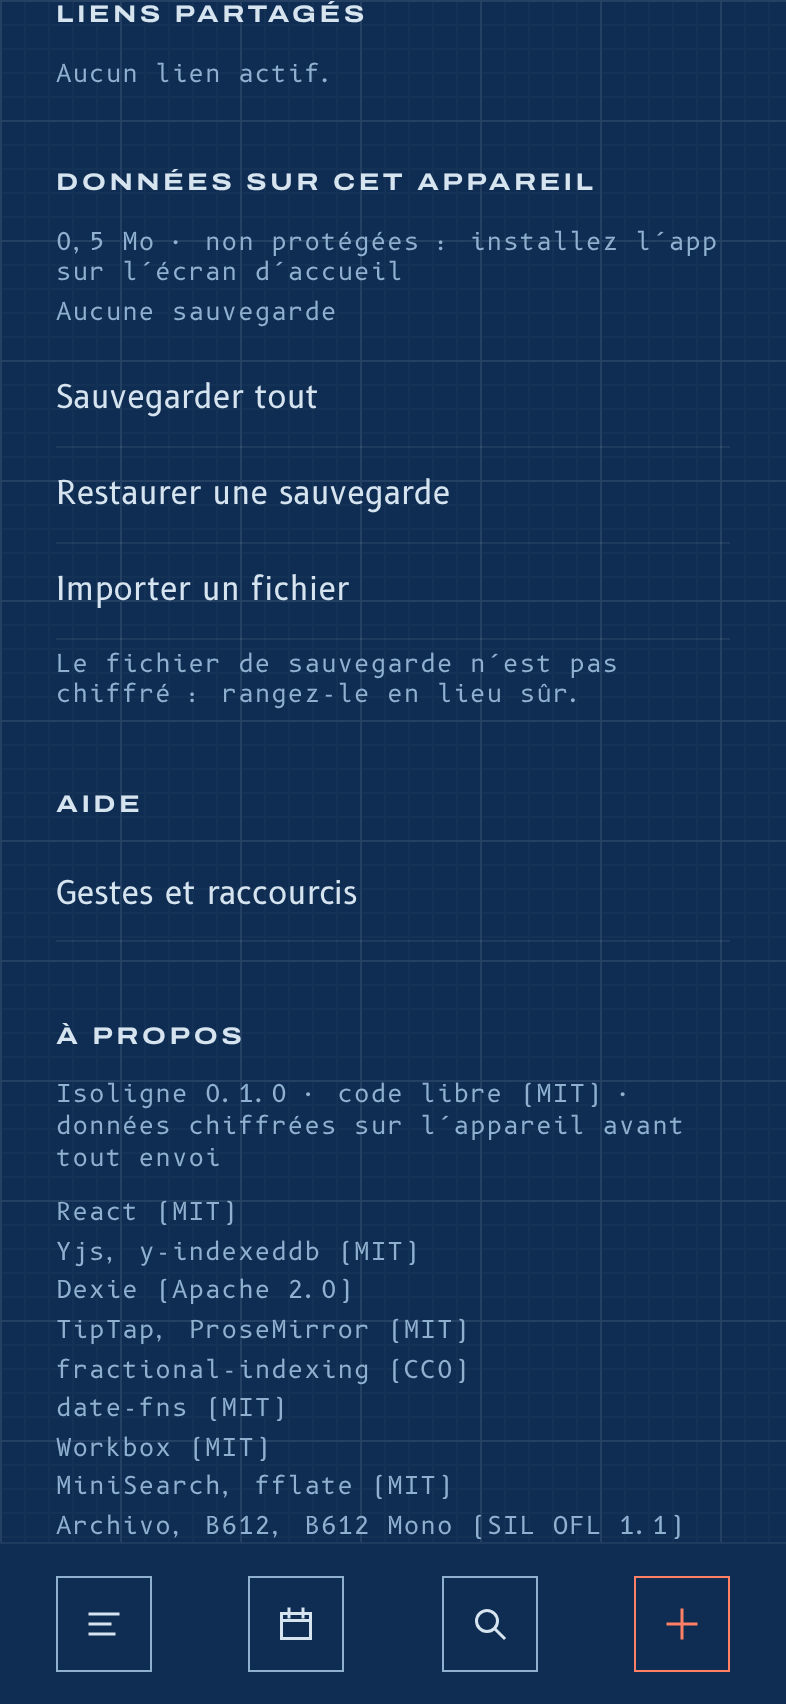 LIENS PARTAGÉS
Aucun lien actif.
DONNÉES SUR CET APPAREIL
0,5 Mo · non protégées : installez l´app
sur l´écran d´accueil
Aucune sauvegarde
Sauvegarder tout
Restaurer une sauvegarde
Importer un fichier
Le fichier de sauvegarde n´est pas
chiffré : rangez-le en lieu sûr.
AIDE
Gestes et raccourcis
À PROPOS
Isoligne 0.1.0 · code libre (MIT) ·
données chiffrées sur l´appareil avant
tout envoi
React (MIT)
Yjs, y-indexeddb (MIT)
Dexie (Apache 2.0)
TipTap, ProseMirror (MIT)
fractional-indexing (CC0)
date-fns (MIT)
Workbox (MIT)
MiniSearch, fflate (MIT)
Archivo, B612, B612 Mono (SIL OFL 1.1)